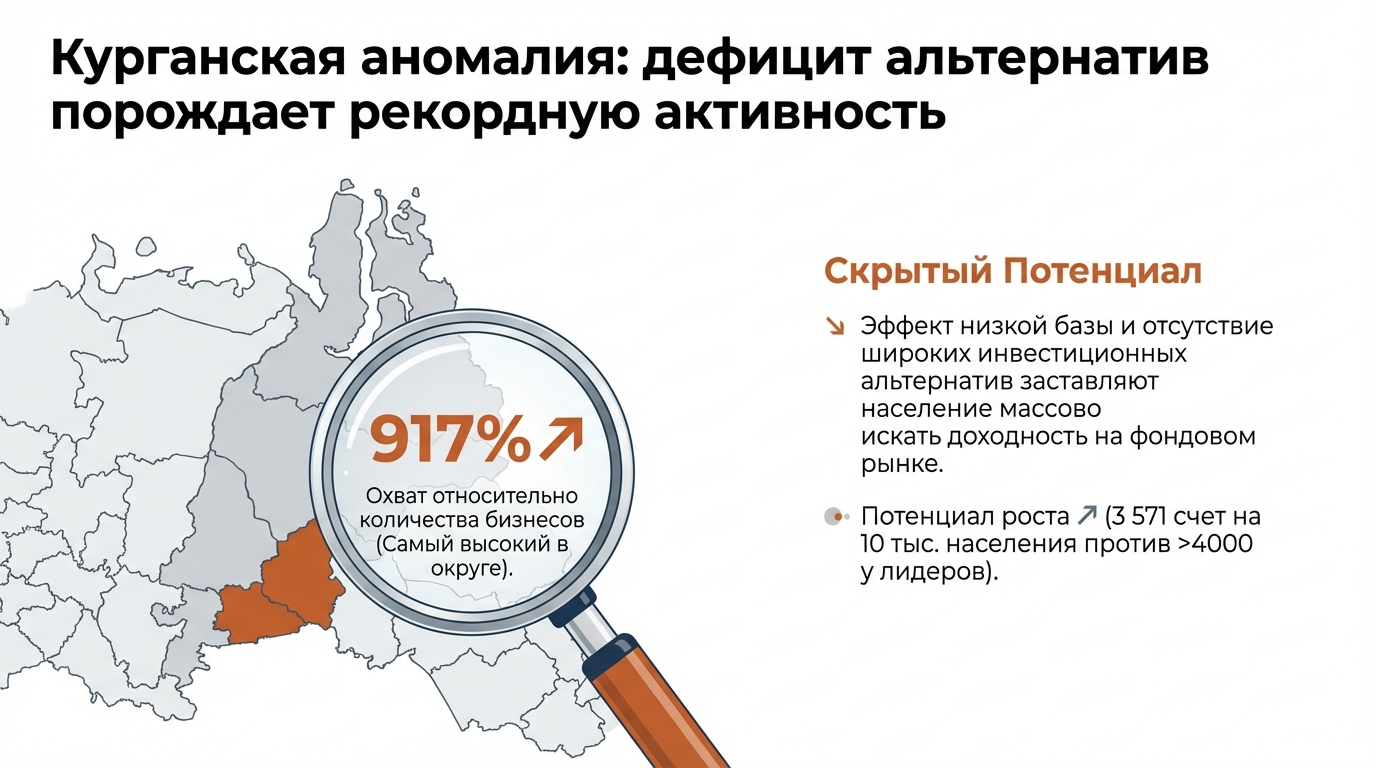 Курганская аномалия: дефицит альтернатив
порождает рекордную активность
917%↗
Охват относительно
количества бизнесов
(Самый высокий в
округе).
Скрытый Потенциал
↘ Эффект низкой базы и отсутствие
широких инвестиционных
альтернатив заставляют
население массово
искать доходность на фондовом
рынке.
Потенциал роста ↗ (3 571 счет на
10 тыс. населения против >4000
у лидеров).